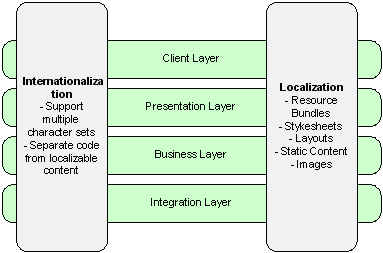 Internationaliza
tion
- Support
multiple
character sets
- Separate code
from localizable
content
Client Layer
Presentation Layer
Business Layer
Integration Layer
Localization
- Resource
Bundles
- Stykesheets
- Layouts
- Static Content
- Images